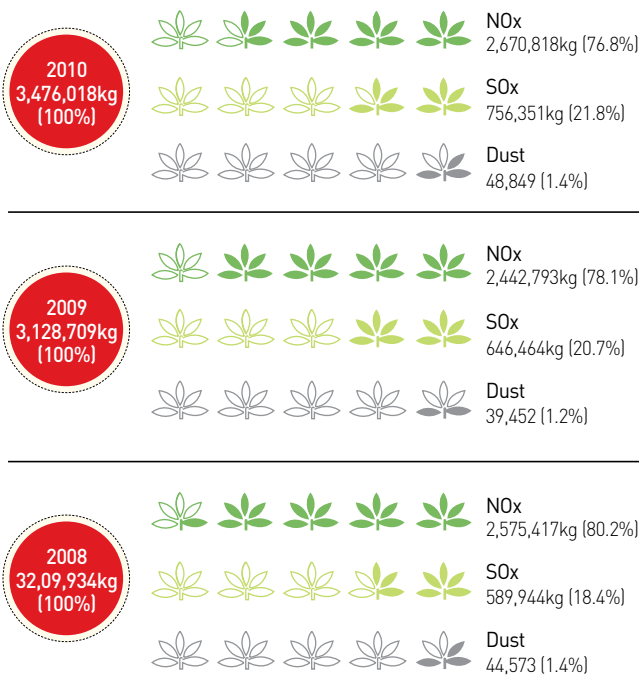 2010
3,476,018kg
(100%)
NOx
2,670,818kg (76.8%)
SOx
756,351kg (21.8%)
Dust
48,849 (1.4%)
2009
3,128,709kg
(100%)
NOx
2,442,793kg (78.1%)
SOx
646,464kg (20.7%)
Dust
39,452 (1.2%)
2008
32,09,934kg
(100%)
NOx
2,575,417kg (80.2%)
SOx
589,944kg (18.4%)
Dust
44,573 (1.4%)